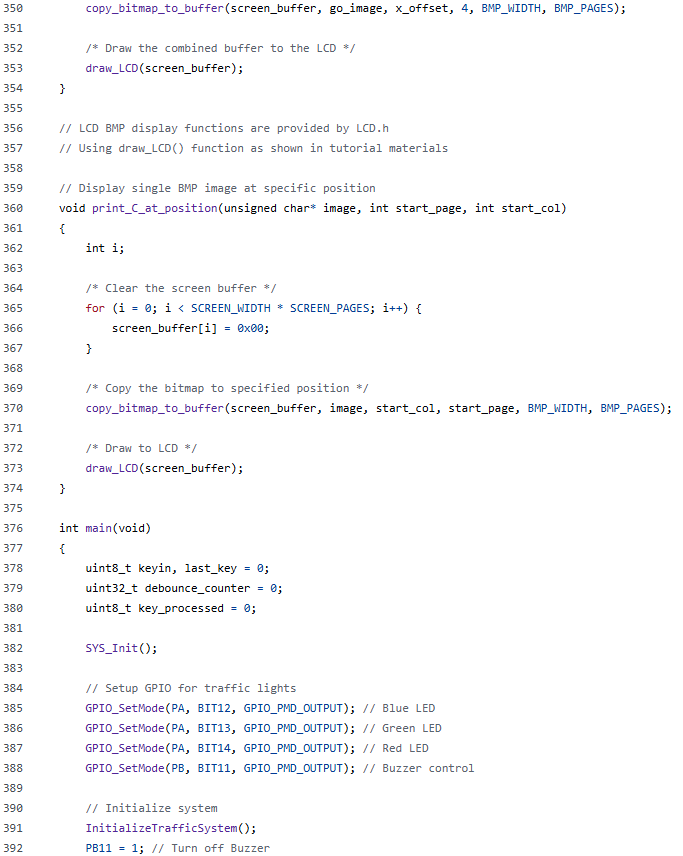 350 copy_bitmap_to_buffer(screen_buffer, go_image, x_offset, 4, BMP_WIDTH, BMP_PAGES);
351
352 /* Draw the combined buffer to the LCD */
353 draw_LCD(screen_buffer);
354 }
355
356 // LCD BMP display functions are provided by LCD.h
357 // Using draw_LCD() function as shown in tutorial materials
358
359 // Display single BMP image at specific position
360 void print_C_at_position(unsigned char* image, int start_page, int start_col)
361 {
362 int i;
363
364 /* Clear the screen buffer */
365 for (i = 0; i < SCREEN_WIDTH * SCREEN_PAGES; i++) {
366 screen_buffer[i] = 0x00;
367 }
368
369 /* Copy the bitmap to specified position */
370 copy_bitmap_to_buffer(screen_buffer, image, start_col, start_page, BMP_WIDTH, BMP_PAGES);
371
372 /* Draw to LCD */
373 draw_LCD(screen_buffer);
374 }
375
376 int main(void)
377 {
378 uint8_t keyin, last_key = 0;
379 uint32_t debounce_counter = 0;
380 uint8_t key_processed = 0;
381
382 SYS_Init();
383
384 // Setup GPIO for traffic lights
385 GPIO_SetMode(PA, BIT12, GPIO_PMD_OUTPUT); // Blue LED
386 GPIO_SetMode(PA, BIT13, GPIO_PMD_OUTPUT); // Green LED
387 GPIO_SetMode(PA, BIT14, GPIO_PMD_OUTPUT); // Red LED
388 GPIO_SetMode(PB, BIT11, GPIO_PMD_OUTPUT); // Buzzer control
389
390 // Initialize system
391 InitializeTrafficSystem();
392 PB11 = 1; // Turn off Buzzer